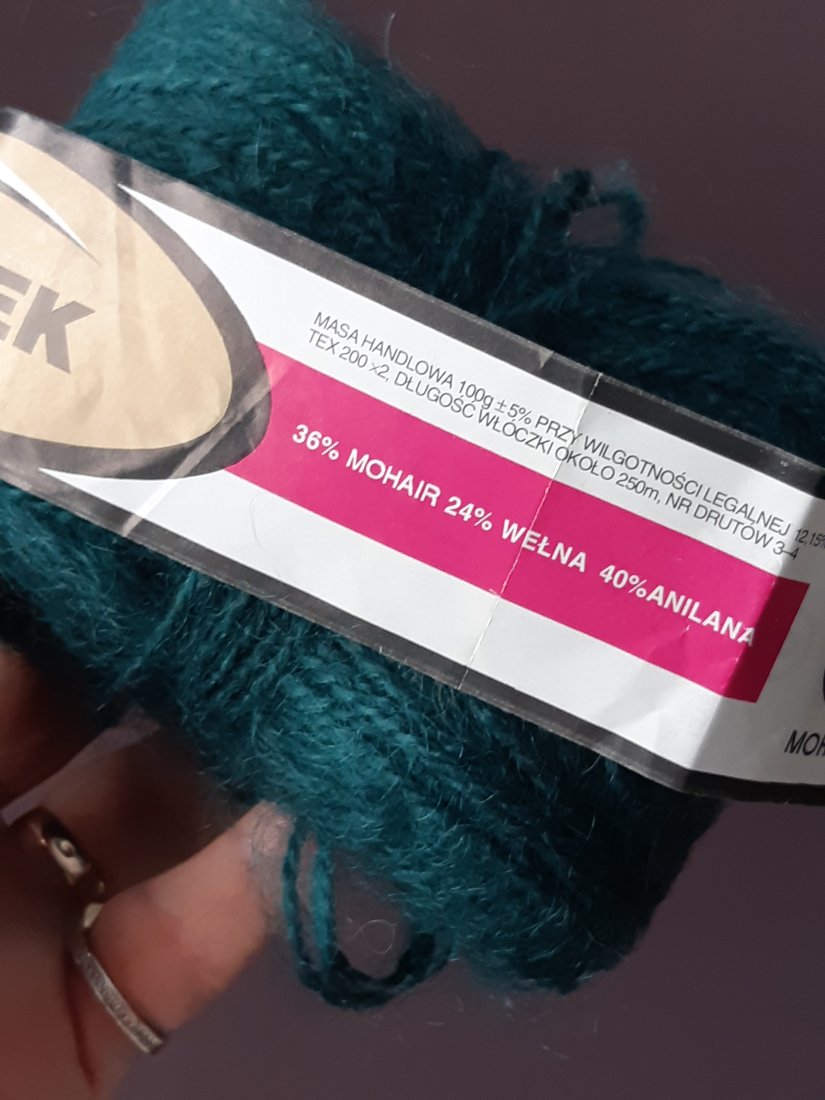 EK
MASA HANDLOWA 100g ± 5% PRZY WILGOTNOŚCI LEGALNEJ 12,15%
TEX 200 ×2, DŁUGOŚĆ WŁÓCZKI OKOŁO 250m, NR DRUTÓW 3-4
36% MOHAIR 24% WEŁNA 40%ANILANA
MOH